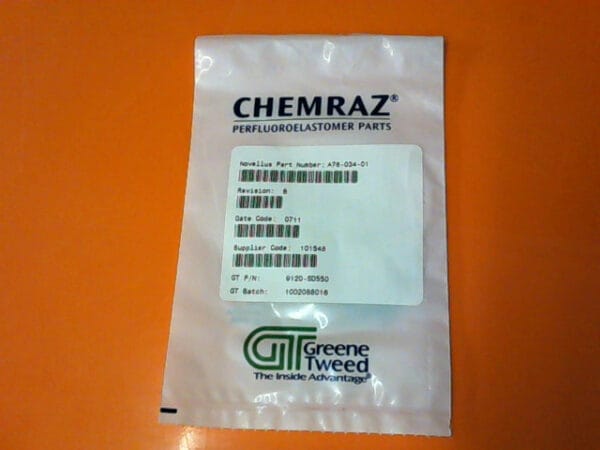 CHEMRAZ®
PERFLUOROELASTOMER PARTS
Novellus Part Number: A76-034-01
Revision: B
Date Code: 0711
Supplier Code: 101548
GT P/N: 9120-SD550
GT Batch: 1002088016
GT Greene
Tweed
The Inside Advantage®